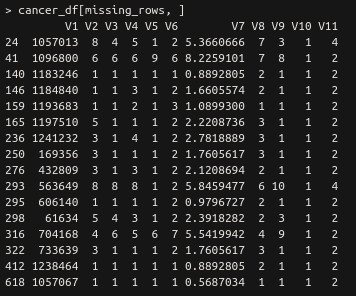 > cancer_df[missing_rows, ]
V1 V2 V3 V4 V5 V6 V7 V8 V9 V10 V11
24 1057013 8 4 5 1 2 5.3660666 7 3 1 4
41 1096800 6 6 6 9 6 8.2259101 7 8 1 2
140 1183246 1 1 1 1 1 0.8892805 2 1 1 2
146 1184840 1 1 3 1 2 1.6605574 2 1 1 2
159 1193683 1 1 2 1 3 1.0899300 1 1 1 2
165 1197510 5 1 1 1 2 2.2208736 3 1 1 2
236 1241232 3 1 4 1 2 2.7818889 3 1 1 2
250 169356 3 1 1 1 2 1.7605617 3 1 1 2
276 432809 3 1 3 1 2 2.1208694 2 1 1 2
293 563649 8 8 8 1 2 5.8459477 6 10 1 4
295 606140 1 1 1 1 2 0.9796727 2 1 1 2
298 61634 5 4 3 1 2 2.3918282 2 3 1 2
316 704168 4 6 5 6 7 5.5419942 4 9 1 2
322 733639 3 1 1 1 2 1.7605617 3 1 1 2
412 1238464 1 1 1 1 1 0.8892805 2 1 1 2
618 1057067 1 1 1 1 1 0.5687034 1 1 1 2